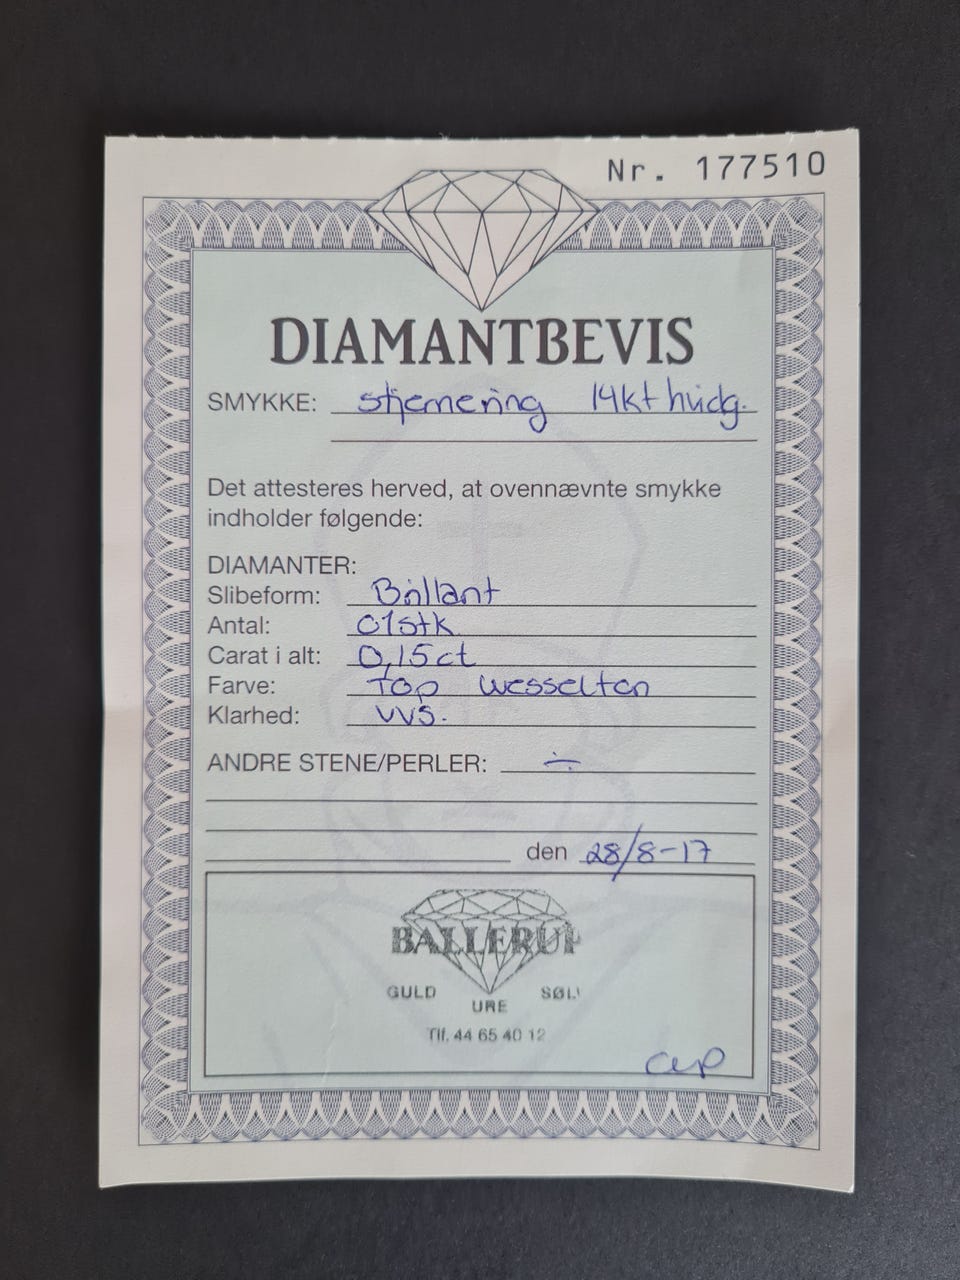 Nr. 177510
DIAMANTBEVIS
SMYKKE: stjernering 14kt hvidg.
Det attesteres herved, at ovennævnte smykke
indholder følgende:
DIAMANTER:
Slibeform: Brillant
Antal: 01stk
Carat i alt: 0,15ct
Farve: Top Wesselton
Klarhed: VVS.
ANDRE STENE/PERLER: ÷
den 28/8-17
BALLERUP
GULD URE SØLV
Tlf. 44 65 40 12